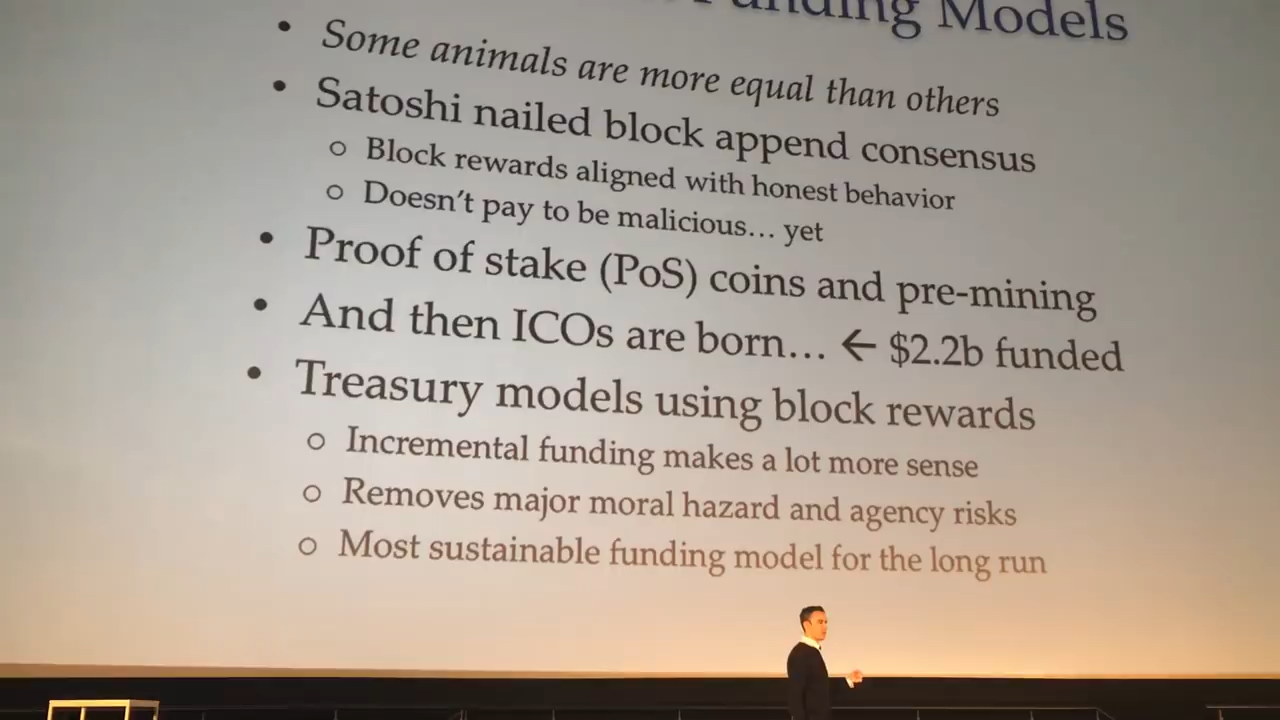 Funding Models
• Some animals are more equal than others
• Satoshi nailed block append consensus
o Block rewards aligned with honest behavior
o Doesn't pay to be malicious… yet
• Proof of stake (PoS) coins and pre-mining
• And then ICOs are born… ← $2.2b funded
• Treasury models using block rewards
o Incremental funding makes a lot more sense
o Removes major moral hazard and agency risks
o Most sustainable funding model for the long run